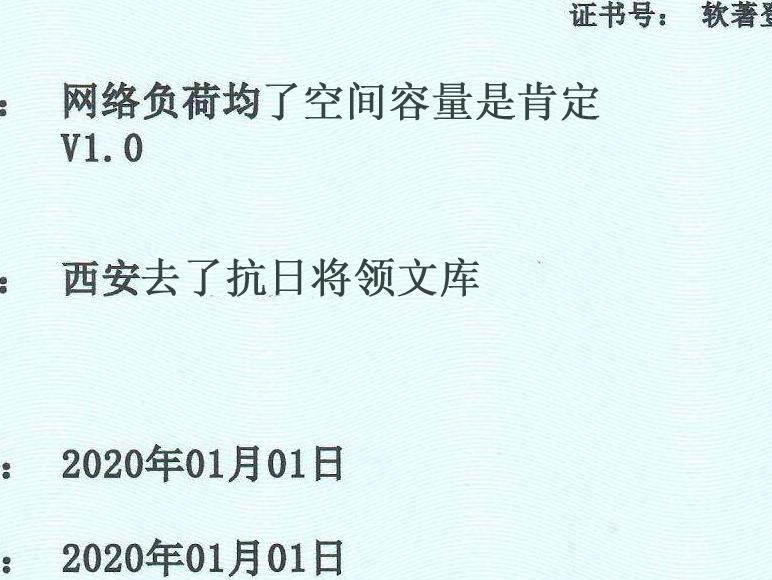 证书号： 软著登
： 网络负荷均了空间容量是肯定
V1.0
： 西安去了抗日将领文库
： 2020年01月01日
： 2020年01月01日